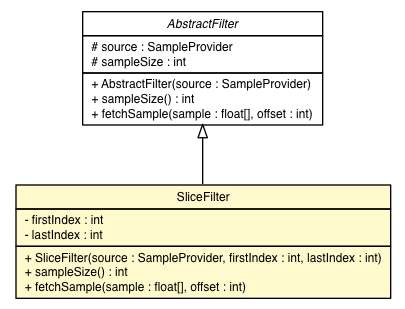 AbstractFilter
# source : SampleProvider
# sampleSize : int
+ AbstractFilter(source : SampleProvider)
+ sampleSize() : int
+ fetchSample(sample : float[], offset : int)
SliceFilter
- firstIndex : int
- lastIndex : int
+ SliceFilter(source : SampleProvider, firstIndex : int, lastIndex : int)
+ sampleSize() : int
+ fetchSample(sample : float[], offset : int)